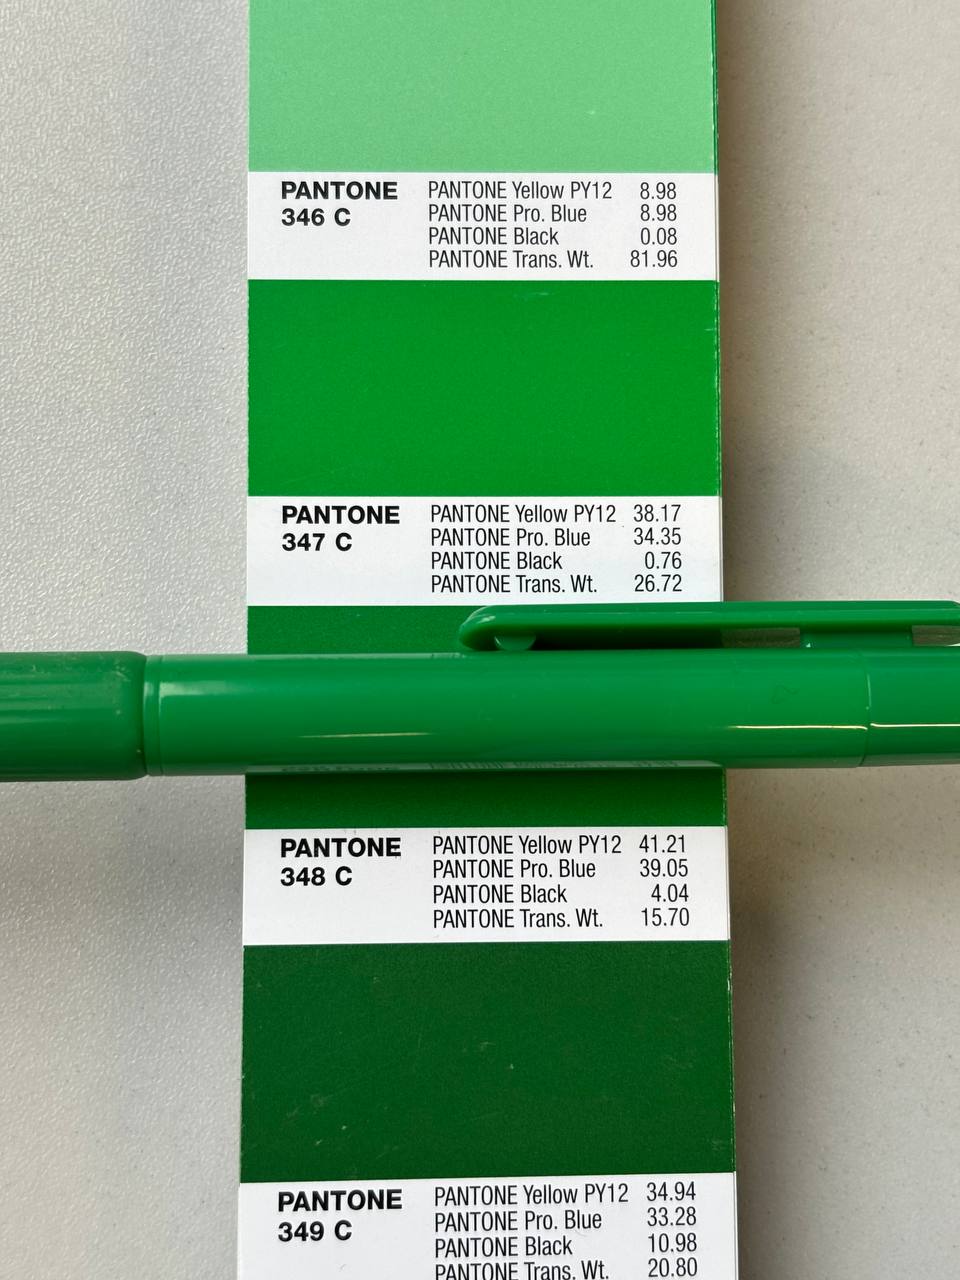 PANTONE 346 C
PANTONE Yellow PY12 8.98
PANTONE Pro. Blue 8.98
PANTONE Black 0.08
PANTONE Trans. Wt. 81.96
PANTONE 347 C
PANTONE Yellow PY12 38.17
PANTONE Pro. Blue 34.35
PANTONE Black 0.76
PANTONE Trans. Wt. 26.72
PANTONE 348 C
PANTONE Yellow PY12 41.21
PANTONE Pro. Blue 39.05
PANTONE Black 4.04
PANTONE Trans. Wt. 15.70
PANTONE 349 C
PANTONE Yellow PY12 34.94
PANTONE Pro. Blue 33.28
PANTONE Black 10.98
PANTONE Trans. Wt. 20.80